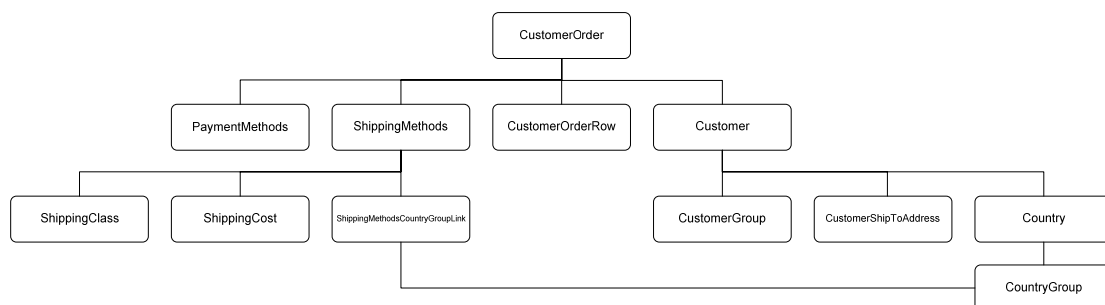 CustomerOrder
PaymentMethods
ShippingMethods
CustomerOrderRow
Customer
ShippingClass
ShippingCost
ShippingMethodsCountryGroupLink
CustomerGroup
CustomerShipToAddress
Country
CountryGroup